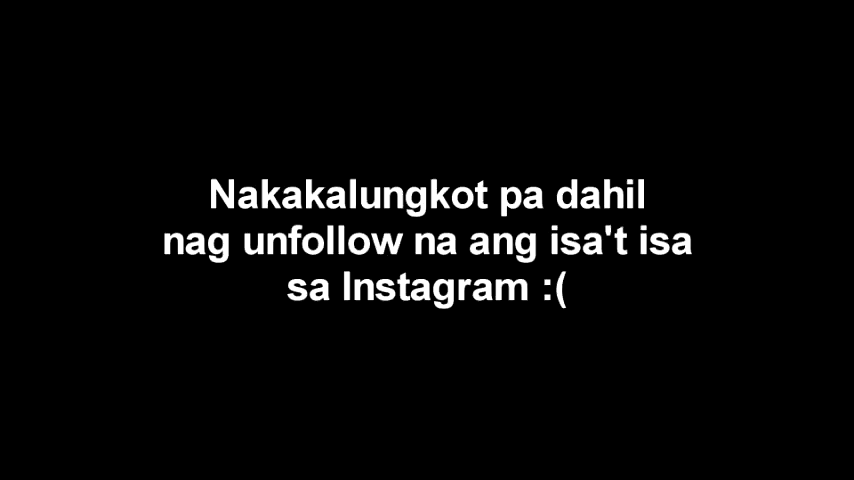 Nakakalungkot pa dahil
nag unfollow na ang isa't isa
sa Instagram :(